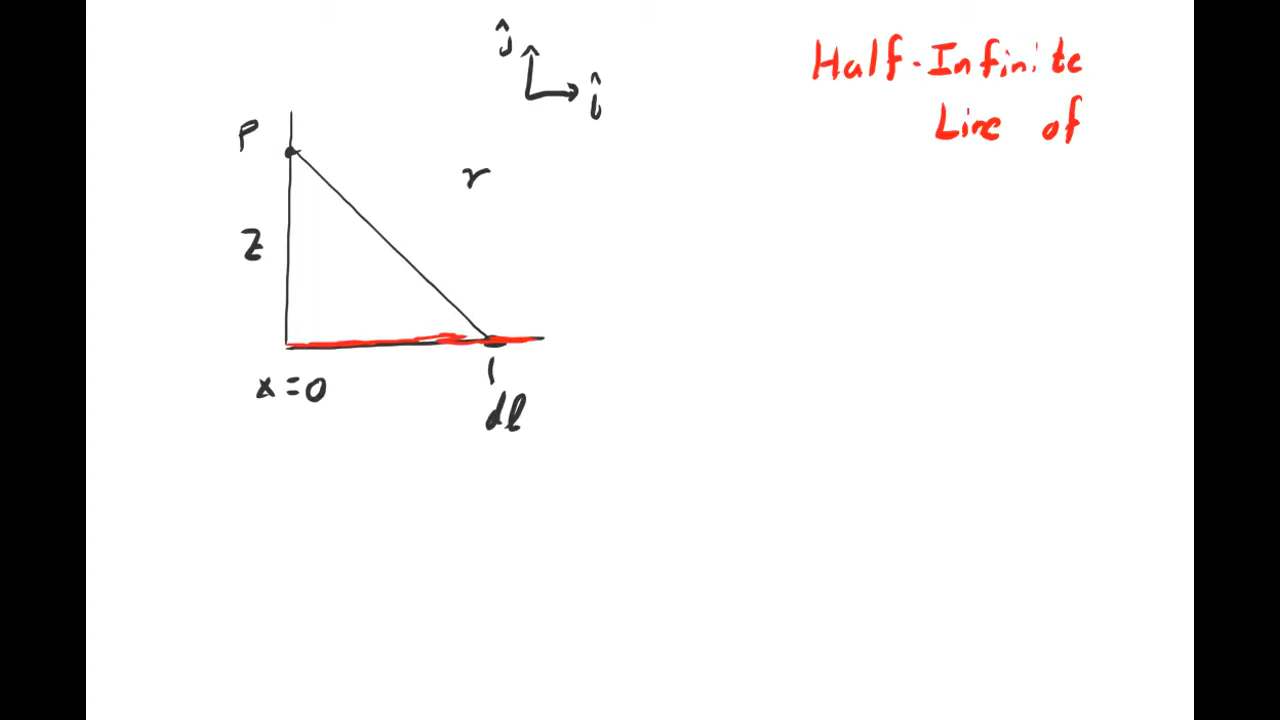 Half-Infinite
Line of
ĵ
î
P
r
z
x=0
dl